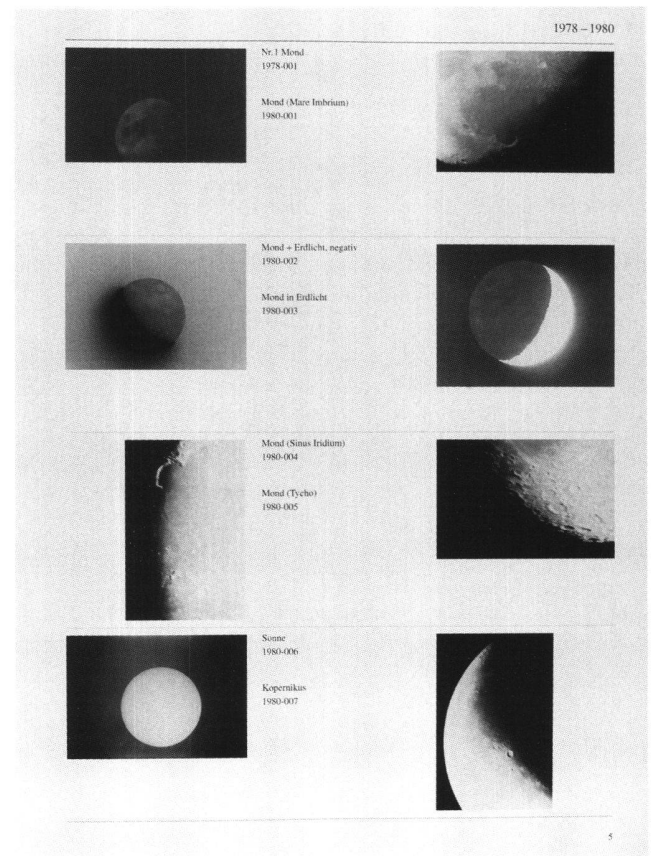 1978 – 1980
Nr.1 Mond
1978-001
Mond (Mare Imbrium)
1980-001
Mond + Erdlicht, negativ
1980-002
Mond in Erdlicht
1980-003
Mond (Sinus Iridium)
1980-004
Mond (Tycho)
1980-005
Sonne
1980-006
Kopernikus
1980-007
5